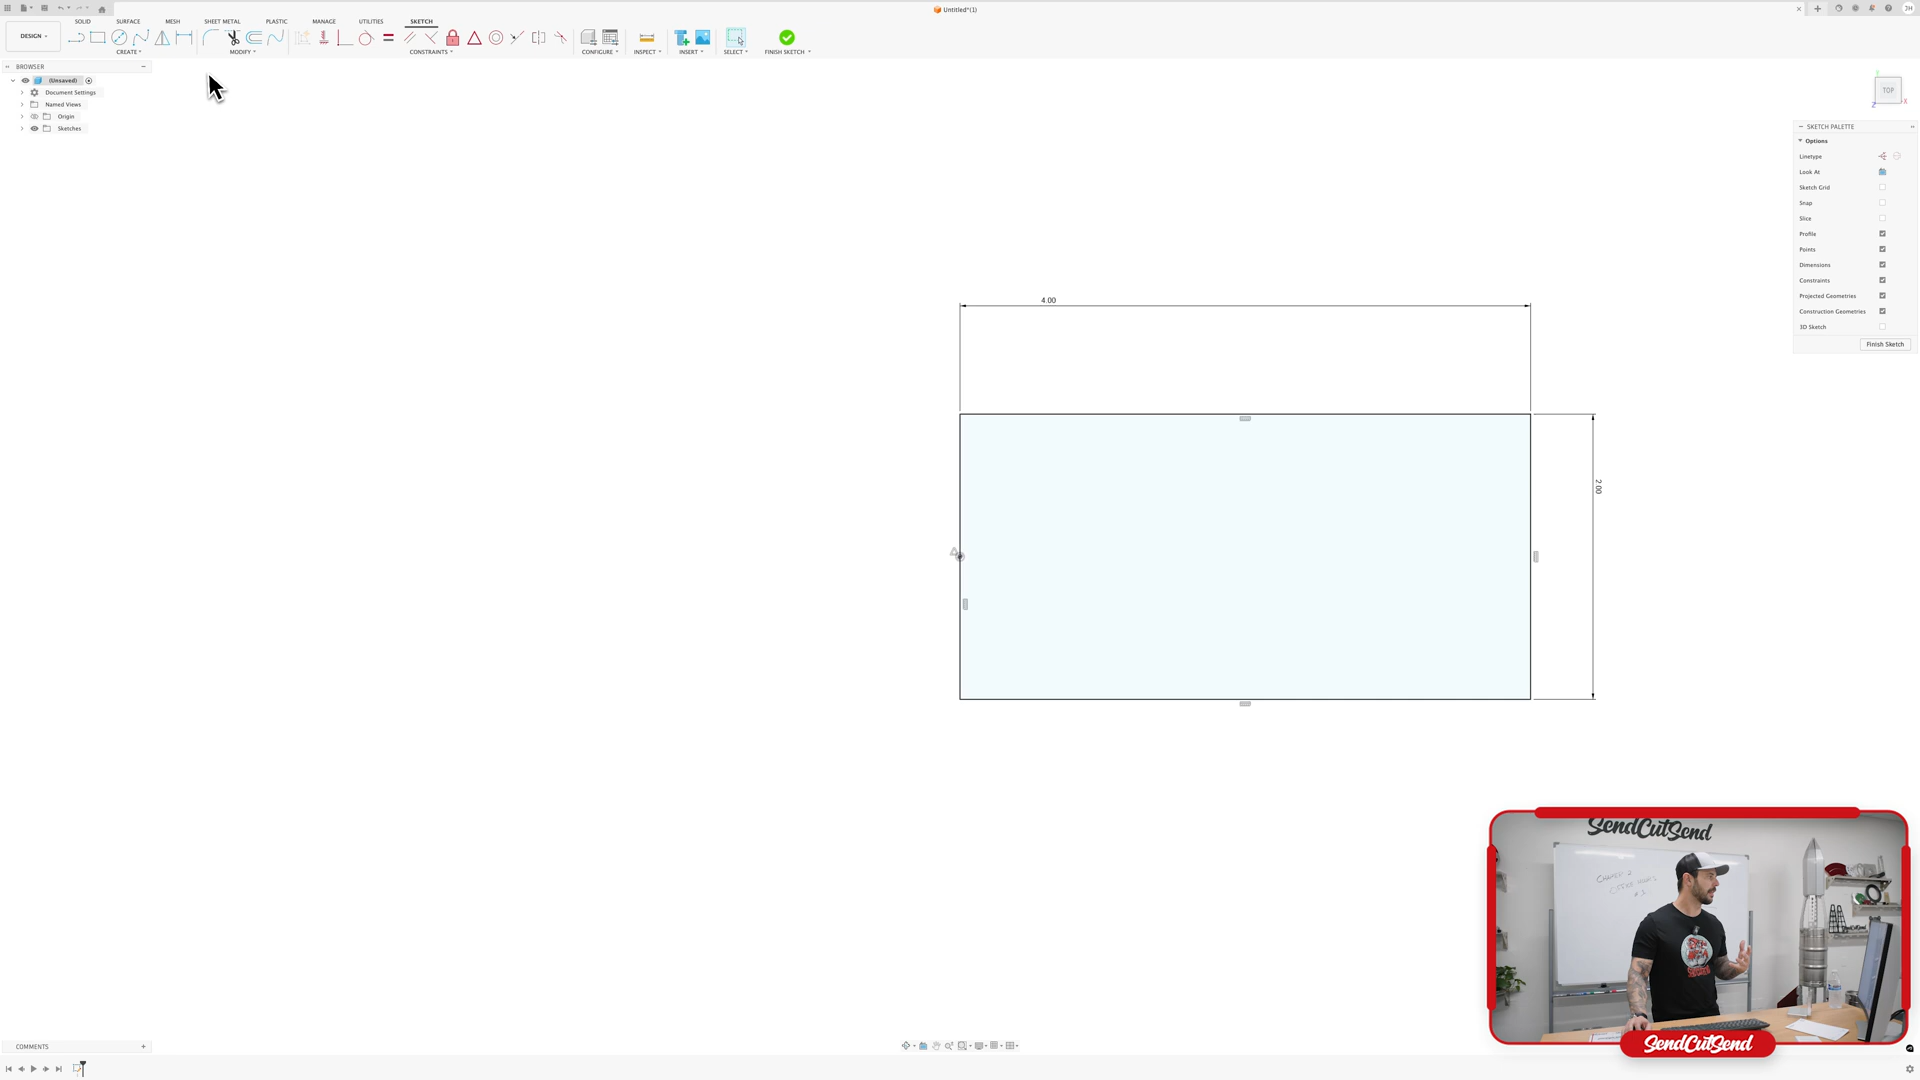 Untitled*(1)
JH
DESIGN
SOLID
SURFACE
MESH
SHEET METAL
PLASTIC
MANAGE
UTILITIES
SKETCH
CREATE
MODIFY
CONSTRAINTS
CONFIGURE
INSPECT
INSERT
SELECT
FINISH SKETCH
BROWSER
(Unsaved)
Document Settings
Named Views
Origin
Sketches
Y
TOP
X
Z
SKETCH PALETTE
Options
Linetype
Look At
Sketch Grid
Snap
Slice
Profile
Points
Dimensions
Constraints
Projected Geometries
Construction Geometries
3D Sketch
Finish Sketch
4.00
2.00
SendCutSend
SendCutSend
COMMENTS